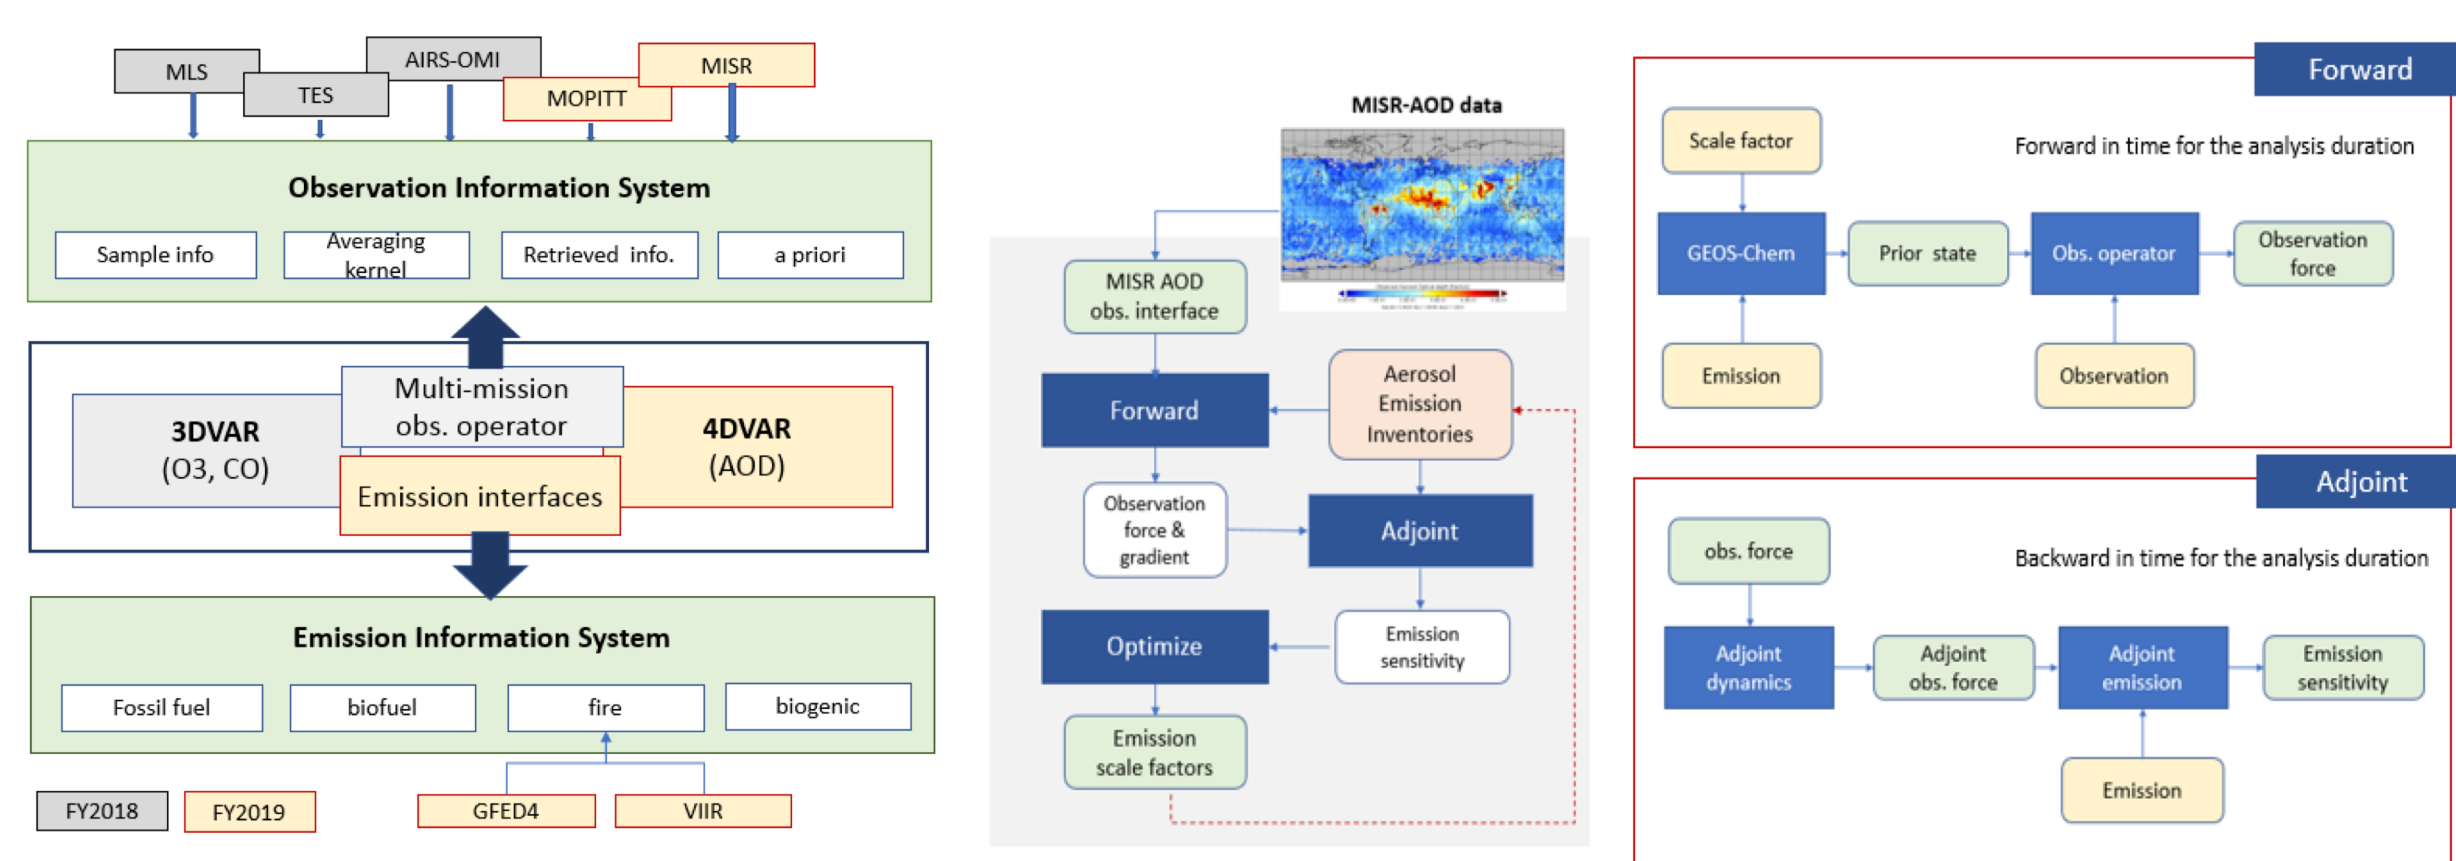 MLS
TES
AIRS-OMI
MOPITT
MISR
Observation Information System
Sample info
Averaging
kernel
Retrieved info.
a priori
Multi-mission
obs. operator
3DVAR
(O3, CO)
4DVAR
(AOD)
Emission interfaces
Emission Information System
Fossil fuel
biofuel
fire
biogenic
FY2018
FY2019
GFED4
VIIR
MISR-AOD data
MISR AOD
obs. interface
Forward
Aerosol
Emission
Inventories
Observation
force &
gradient
Adjoint
Optimize
Emission
sensitivity
Emission
scale factors
Forward
Scale factor
Forward in time for the analysis duration
GEOS-Chem
Prior state
Obs. operator
Observation
force
Emission
Observation
Adjoint
obs. force
Backward in time for the analysis duration
Adjoint
dynamics
Adjoint
obs. force
Adjoint
emission
Emission
sensitivity
Emission